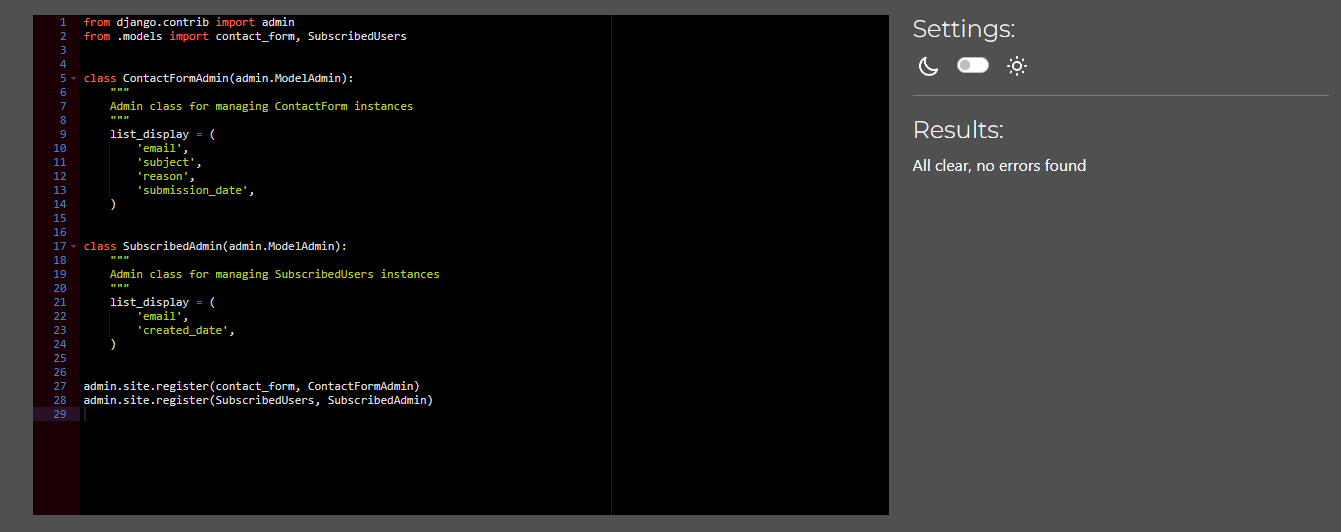 1 from django.contrib import admin
2 from .models import contact_form, SubscribedUsers
3
4
5 class ContactFormAdmin(admin.ModelAdmin):
6     """
7     Admin class for managing ContactForm instances
8     """
9     list_display = (
10         'email',
11         'subject',
12         'reason',
13         'submission_date',
14     )
15
16
17 class SubscribedAdmin(admin.ModelAdmin):
18     """
19     Admin class for managing SubscribedUsers instances
20     """
21     list_display = (
22         'email',
23         'created_date',
24     )
25
26
27 admin.site.register(contact_form, ContactFormAdmin)
28 admin.site.register(SubscribedUsers, SubscribedAdmin)
29
Settings:
Results:
All clear, no errors found